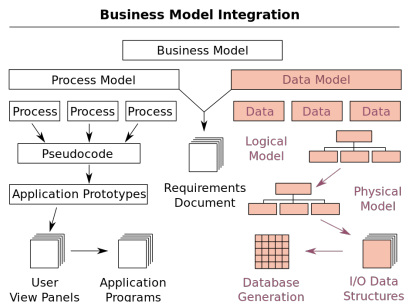 Business Model Integration
Business Model
Process Model
Data Model
Process Process Process
Data Data Data
Pseudocode
Logical
Model
Application Prototypes
Requirements
Document
Physical
Model
User
View Panels
Application
Programs
Database
Generation
I/O Data
Structures